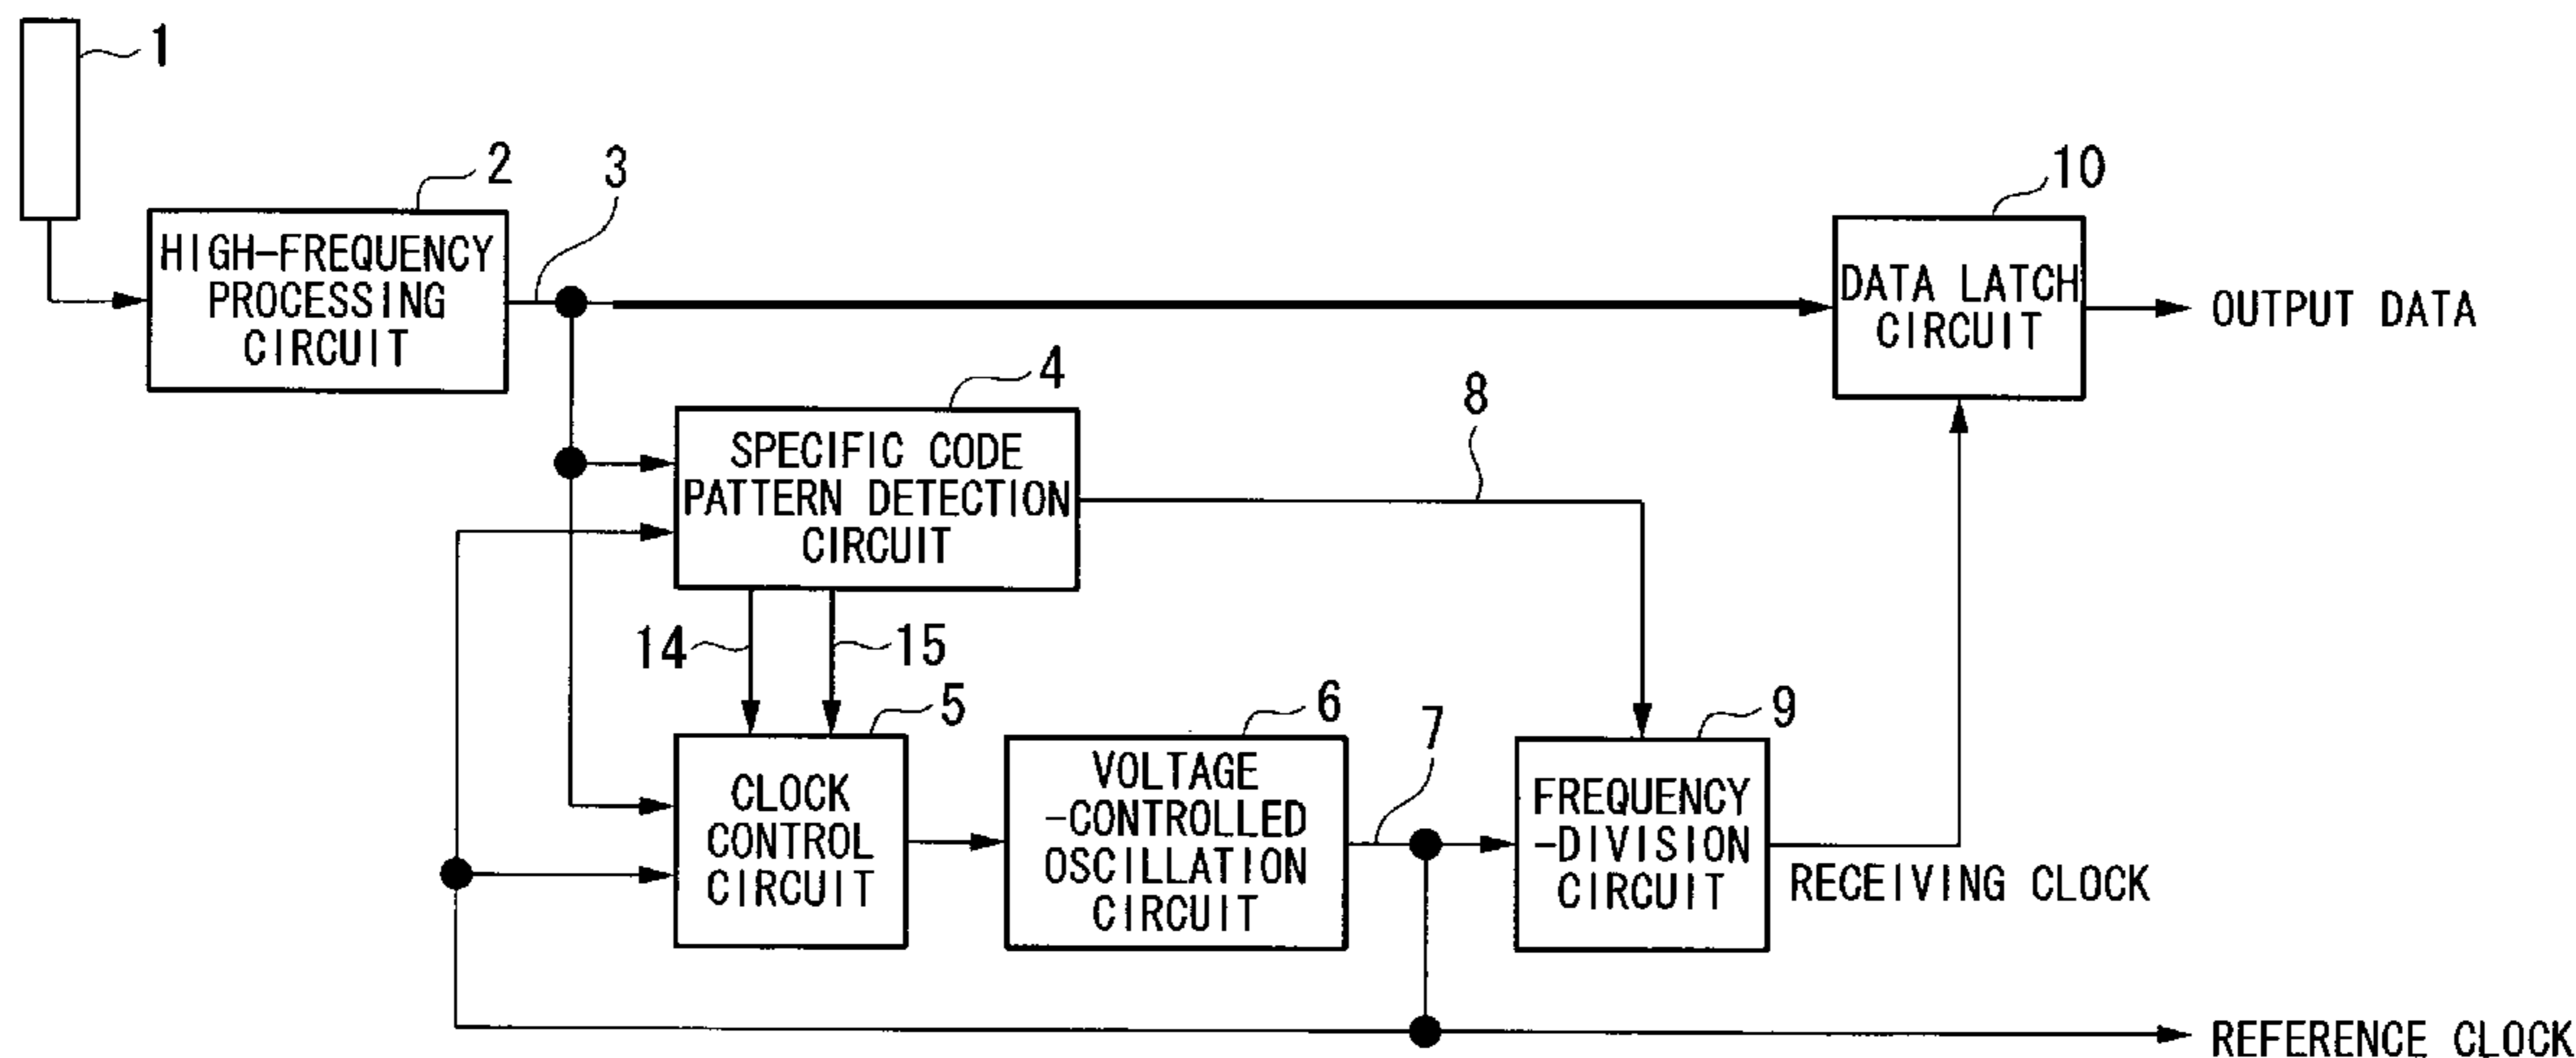 1
2
3
HIGH-FREQUENCY
PROCESSING
CIRCUIT
10
DATA LATCH
CIRCUIT
OUTPUT DATA
4
8
SPECIFIC CODE
PATTERN DETECTION
CIRCUIT
14
15
5
6
7
9
CLOCK
CONTROL
CIRCUIT
VOLTAGE
-CONTROLLED
OSCILLATION
CIRCUIT
FREQUENCY
-DIVISION
CIRCUIT
RECEIVING CLOCK
REFERENCE CLOCK